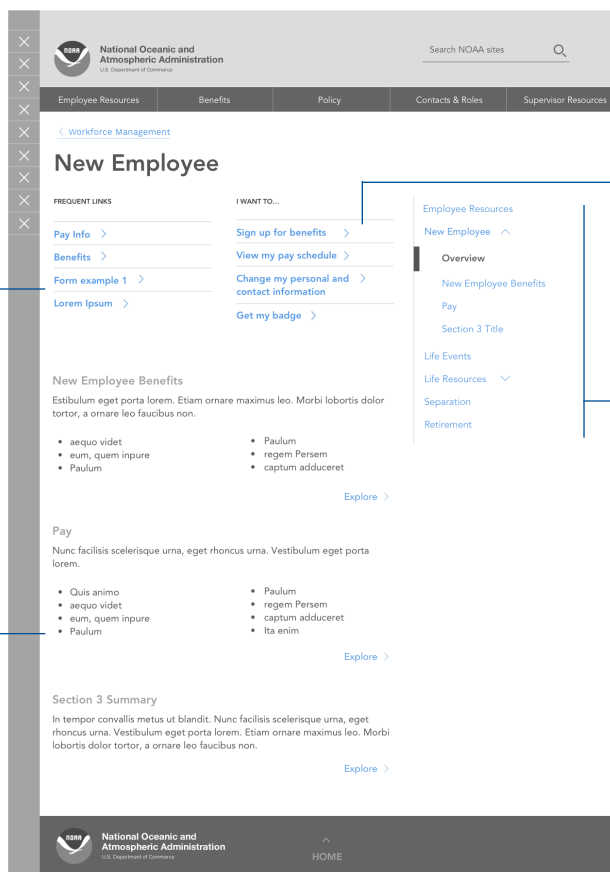 NOAA
National Oceanic and
Atmospheric Administration
U.S. Department of Commerce
Search NOAA sites
Employee Resources
Benefits
Policy
Contacts & Roles
Supervisor Resources
Workforce Management
New Employee
FREQUENT LINKS
Pay Info
Benefits
Form example 1
Lorem Ipsum
I WANT TO...
Sign up for benefits
View my pay schedule
Change my personal and
contact information
Get my badge
Employee Resources
New Employee
Overview
New Employee Benefits
Pay
Section 3 Title
Life Events
Life Resources
Separation
Retirement
New Employee Benefits
Estibulum eget porta lorem. Etiam ornare maximus leo. Morbi lobortis dolor
tortor, a ornare leo faucibus non.
• aequo videt
• eum, quem inpure
• Paulum
• Paulum
• regem Persem
• captum adduceret
Explore
Pay
Nunc facilisis scelerisque urna, eget rhoncus urna. Vestibulum eget porta
lorem.
• Quis animo
• aequo videt
• eum, quem inpure
• Paulum
• Paulum
• regem Persem
• captum adduceret
• Ita enim
Explore
Section 3 Summary
In tempor convallis metus ut blandit. Nunc facilisis scelerisque urna, eget
rhoncus urna. Vestibulum eget porta lorem. Etiam ornare maximus leo. Morbi
lobortis dolor tortor, a ornare leo faucibus non.
Explore
NOAA
National Oceanic and
Atmospheric Administration
U.S. Department of Commerce
HOME